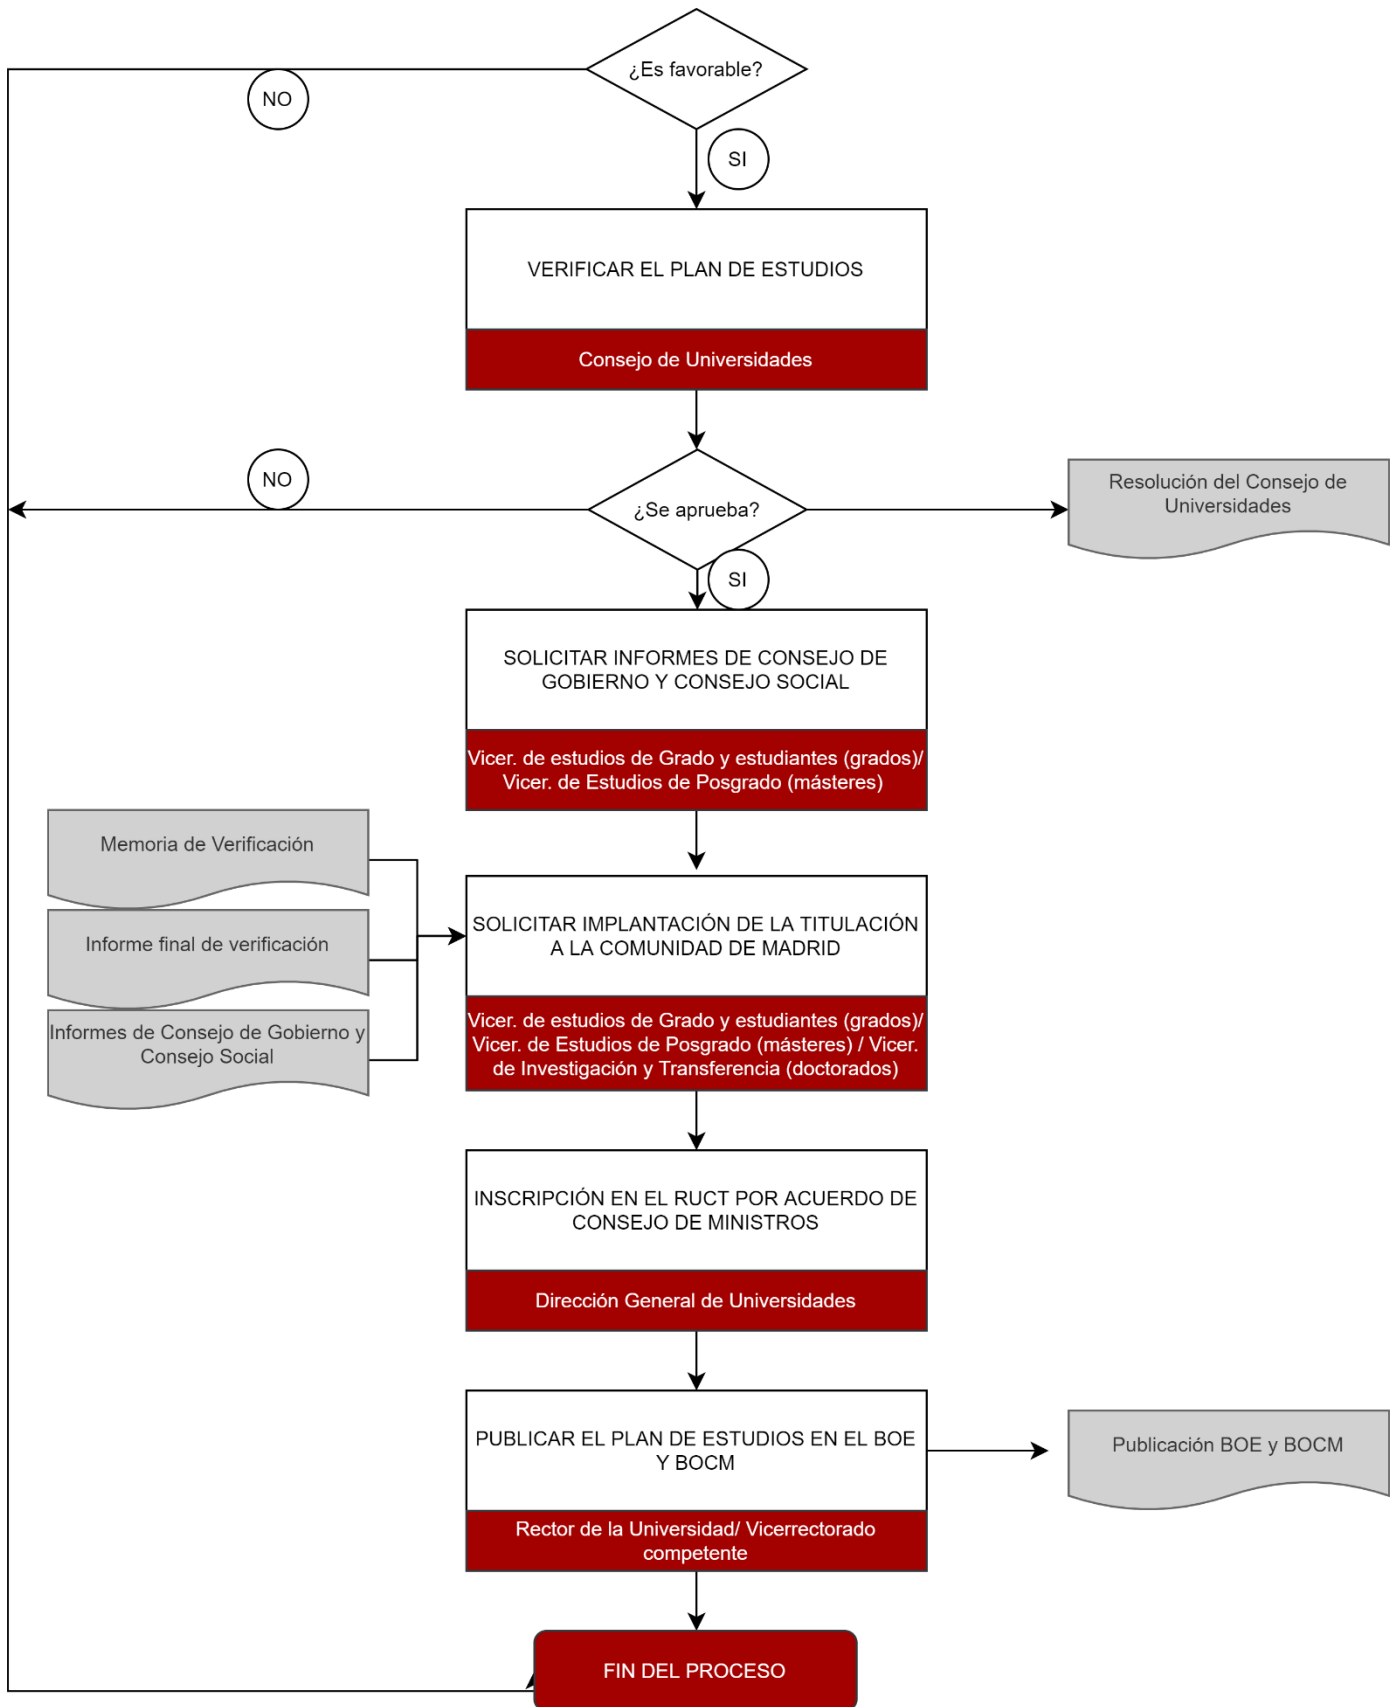 ¿Es favorable?
NO
SI
VERIFICAR EL PLAN DE ESTUDIOS
Consejo de Universidades
NO
¿Se aprueba?
Resolución del Consejo de
Universidades
SI
SOLICITAR INFORMES DE CONSEJO DE
GOBIERNO Y CONSEJO SOCIAL
Vicer. de estudios de Grado y estudiantes (grados)/
Vicer. de Estudios de Posgrado (másteres)
Memoria de Verificación
Informe final de verificación
Informes de Consejo de Gobierno y
Consejo Social
SOLICITAR IMPLANTACIÓN DE LA TITULACIÓN
A LA COMUNIDAD DE MADRID
Vicer. de estudios de Grado y estudiantes (grados)/
Vicer. de Estudios de Posgrado (másteres) / Vicer.
de Investigación y Transferencia (doctorados)
INSCRIPCIÓN EN EL RUCT POR ACUERDO DE
CONSEJO DE MINISTROS
Dirección General de Universidades
PUBLICAR EL PLAN DE ESTUDIOS EN EL BOE
Y BOCM
Publicación BOE y BOCM
Rector de la Universidad/ Vicerrectorado
competente
FIN DEL PROCESO